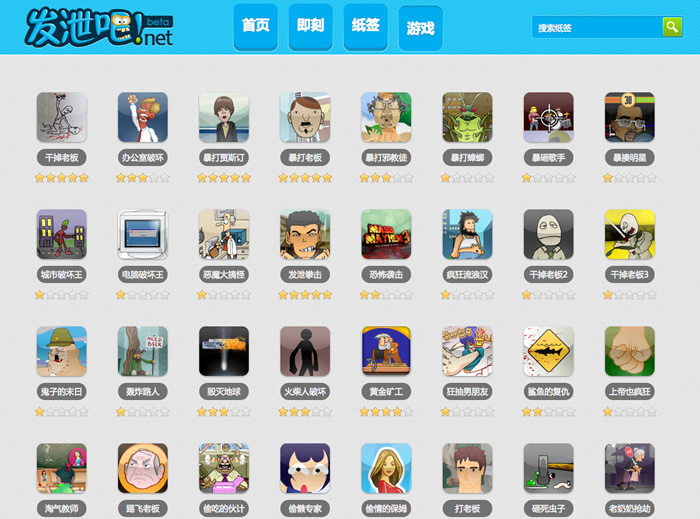 发泄吧!
beta
.net
首页 即刻 纸签 游戏
搜索纸签
干掉老板 办公室破坏 暴打贾斯订 暴打老板 暴打邪教徒 暴打蟑螂 暴砸歌手 暴揍明星
城市破坏王 电脑破坏王 恶魔大搞怪 发泄拳击 恐怖袭击 疯狂流浪汉 干掉老板2 干掉老板3
鬼子的末日 轰炸路人 毁灭地球 火柴人破坏 黄金矿工 狂抽男朋友 鲨鱼的复仇 上帝也疯狂
淘气教师 踢飞老板 偷吃的伙计 偷懒专家 偷情的保姆 打老板 砸死虫子 老奶奶抢劫